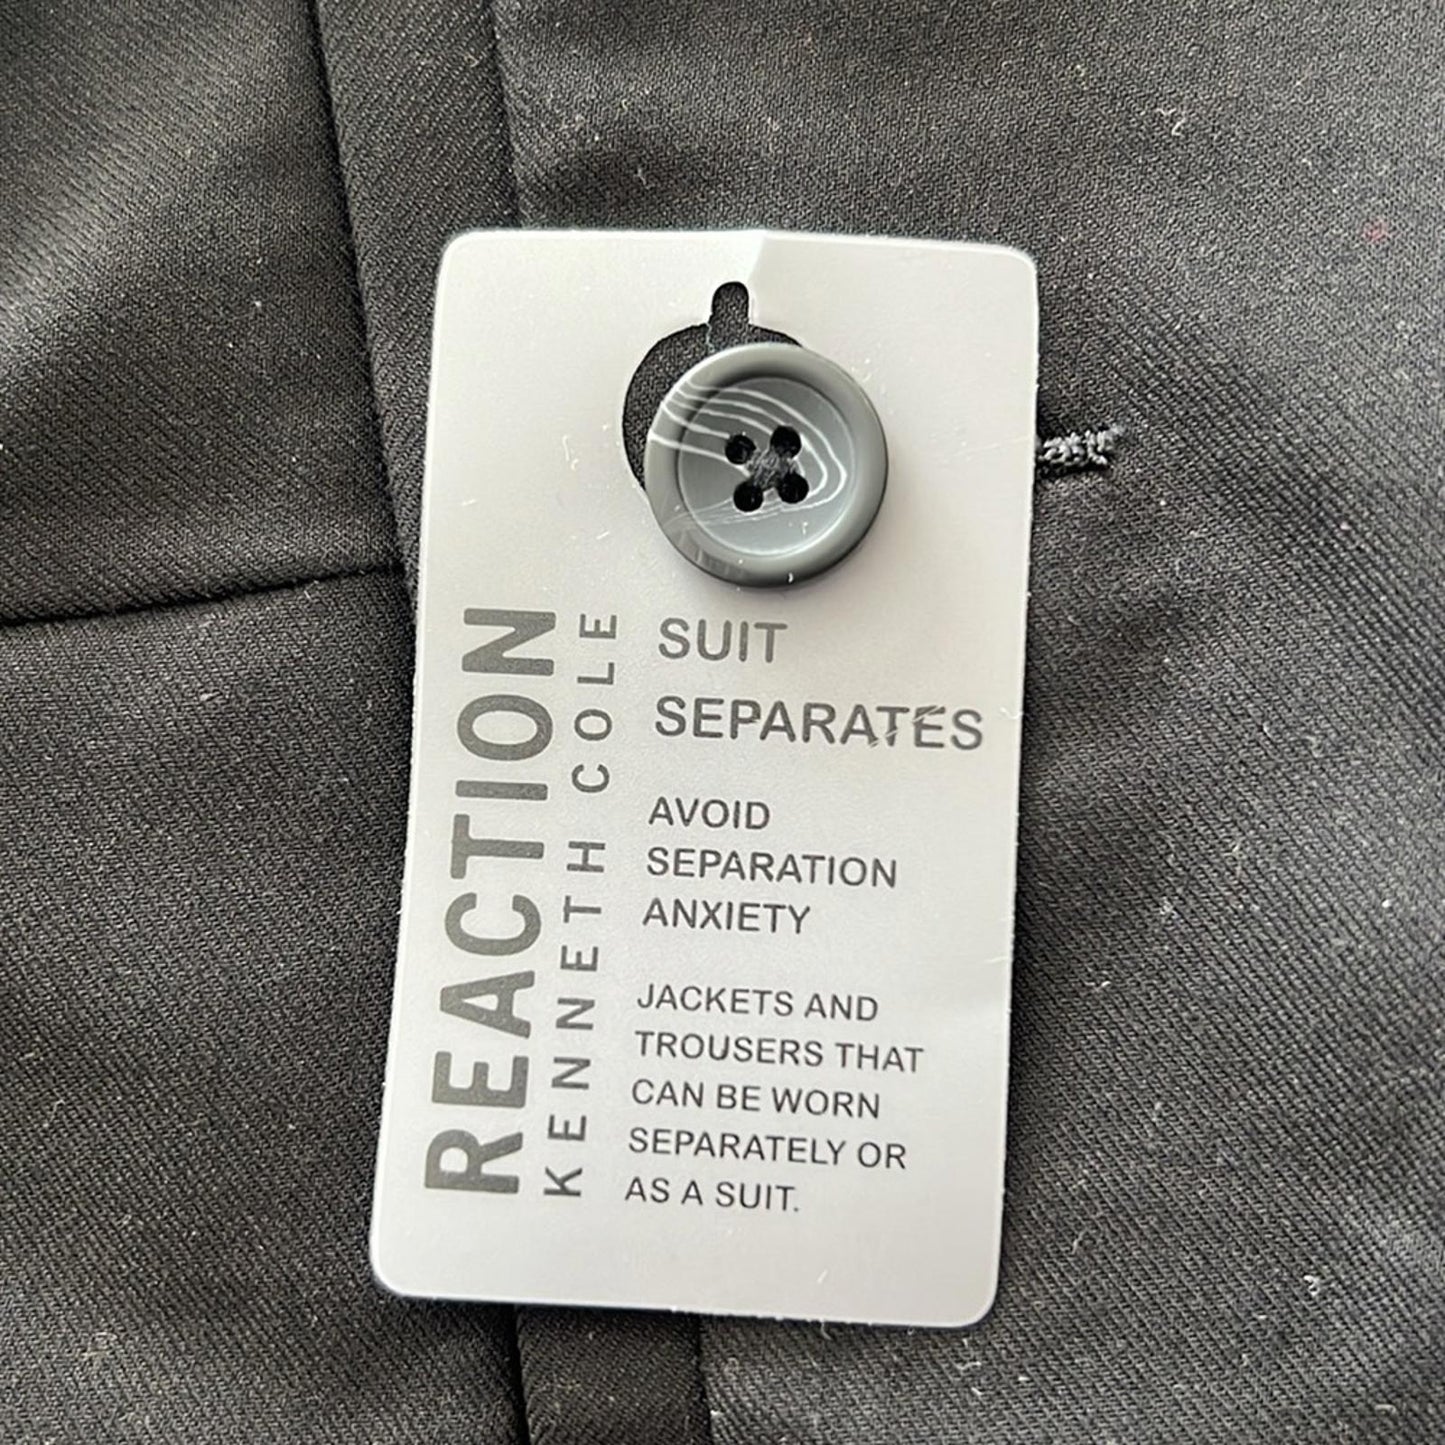 REACTION
KENNETH COLE
SUIT
SEPARATES
AVOID
SEPARATION
ANXIETY
JACKETS AND
TROUSERS THAT
CAN BE WORN
SEPARATELY OR
AS A SUIT.